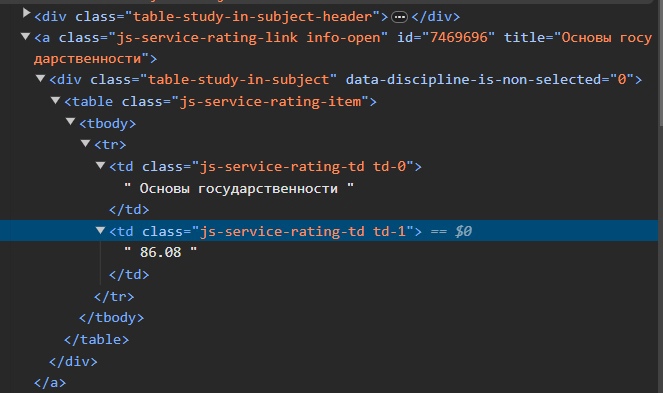 ▶<div class="table-study-in-subject-header">⋯</div>
▼<a class="js-service-rating-link info-open" id="7469696" title="Основы госу
дарственности">
▼<div class="table-study-in-subject" data-discipline-is-non-selected="0">
▼<table class="js-service-rating-item">
▼<tbody>
▼<tr>
▼<td class="js-service-rating-td td-0">
" Основы государственности "
</td>
▼<td class="js-service-rating-td td-1"> == $0
" 86.08 "
</td>
</tr>
</tbody>
</table>
</div>
</a>